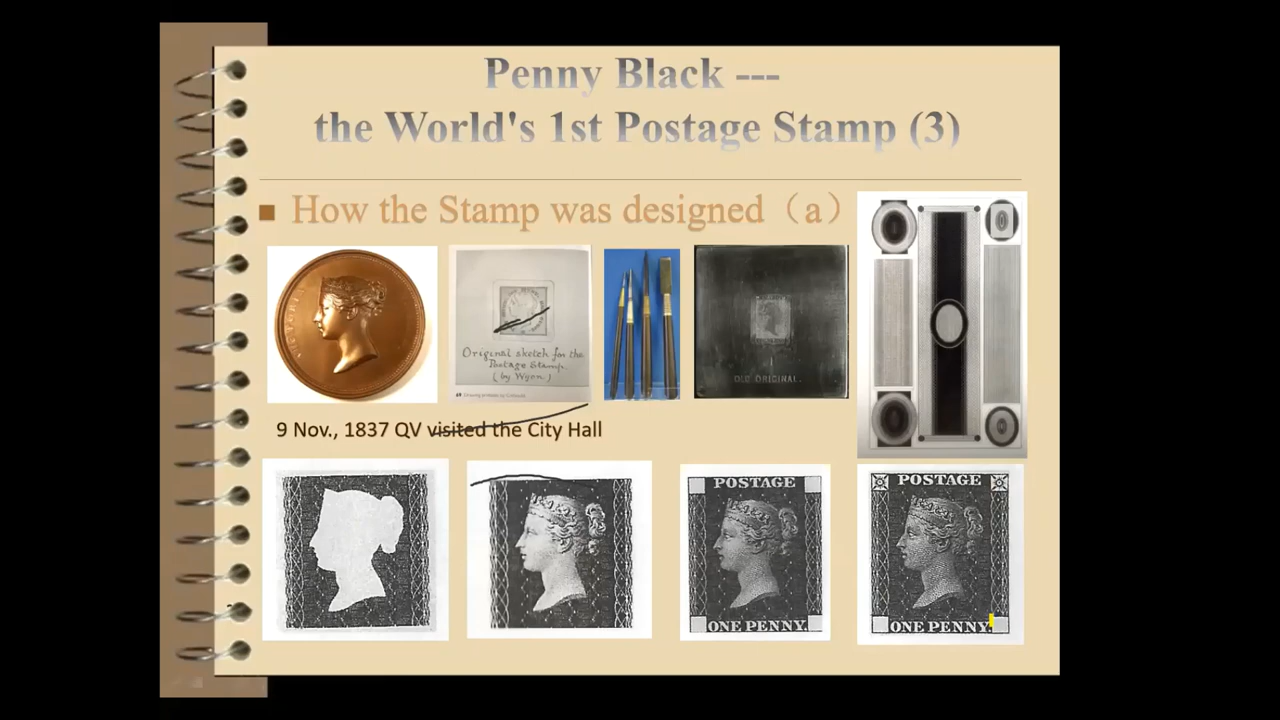 Penny Black ---
the World's 1st Postage Stamp (3)
■ How the Stamp was designed（a）
Original sketch for the
Postage Stamp
(by Wyon)
OLD ORIGINAL.
9 Nov., 1837 QV visited the City Hall
POSTAGE
ONE PENNY.
POSTAGE
ONE PENNY.